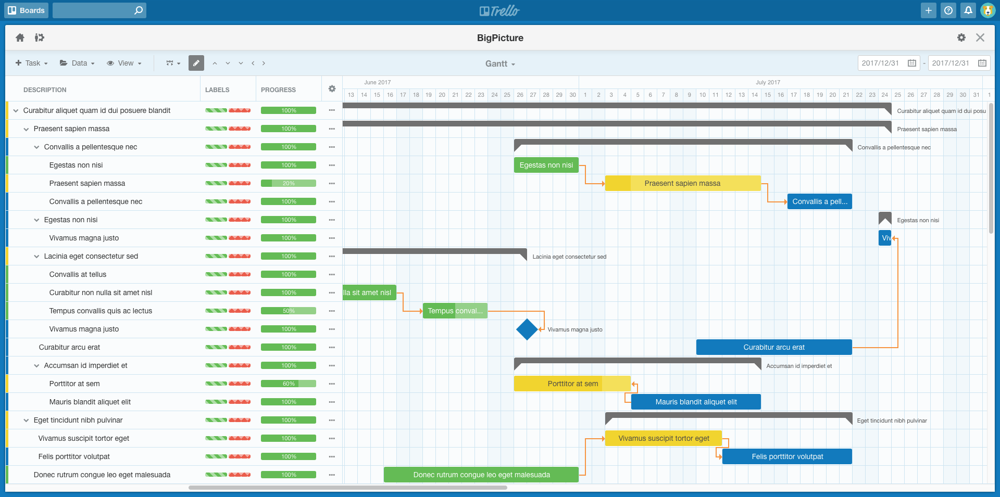 Boards
Trello
BigPicture
Task Data View
Gantt
2017/12/31 - 2017/12/31
DESCRIPTION LABELS PROGRESS
June 2017 July 2017
13 14 15 16 17 18 19 20 21 22 23 24 25 26 27 28 29 30 1 2 3 4 5 6 7 8 9 10 11 12 13 14 15 16 17 18 19 20 21 22 23 24 25 26 27 28 29 30 31 1
Curabitur aliquet quam id dui posuere blandit 100% Curabitur aliquet quam id dui posu
Praesent sapien massa 100% Praesent sapien massa
Convallis a pellentesque nec 100% Convallis a pellentesque nec
Egestas non nisi 100% Egestas non nisi
Praesent sapien massa 20% Praesent sapien massa
Convallis a pellentesque nec 100% Convallis a pell...
Egestas non nisi 100% Egestas non nisi
Vivamus magna justo 100% Viv
Lacinia eget consectetur sed 100% Lacinia eget consectetur sed
Convallis at tellus 100%
Curabitur non nulla sit amet nisl 100% lla sit amet nisl
Tempus convallis quis ac lectus 50% Tempus conval...
Vivamus magna justo 100% Vivamus magna justo
Curabitur arcu erat 100% Curabitur arcu erat
Accumsan id imperdiet et 100% Accumsan id imperdiet et
Porttitor at sem 60% Porttitor at sem
Mauris blandit aliquet elit 100% Mauris blandit aliquet elit
Eget tincidunt nibh pulvinar 100% Eget tincidunt nibh pulvinar
Vivamus suscipit tortor eget 100% Vivamus suscipit tortor eget
Felis porttitor volutpat 100% Felis porttitor volutpat
Donec rutrum congue leo eget malesuada 100% Donec rutrum congue leo eget malesuada